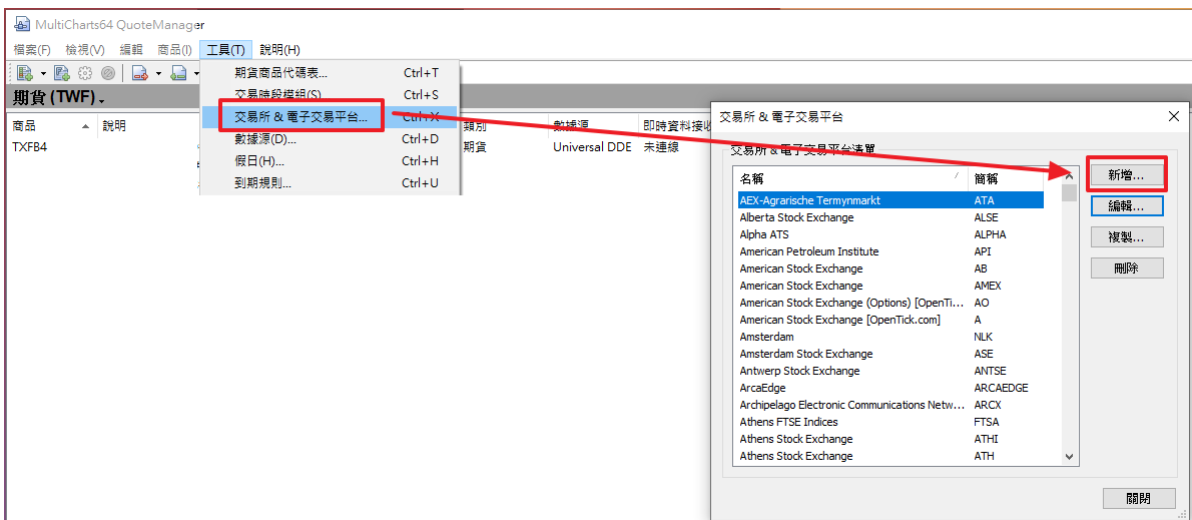 MultiCharts64 QuoteManager
檔案(F) 檢視(V) 編輯 商品(I) 工具(T) 說明(H)
期貨商品代碼表... Ctrl+T
交易時段模組(S) Ctrl+S
交易所 & 電子交易平台... Ctrl+X
數據源(D)... Ctrl+D
假日(H)... Ctrl+H
到期規則... Ctrl+U
期貨 (TWF)
商品 說明 類別 數據源 即時資料接收
TXFB4 期貨 Universal DDE 未連線
交易所 & 電子交易平台
交易所 & 電子交易平台清單
名稱 簡稱
AEX-Agrarische Termynmarkt ATA
Alberta Stock Exchange ALSE
Alpha ATS ALPHA
American Petroleum Institute API
American Stock Exchange AB
American Stock Exchange AMEX
American Stock Exchange (Options) [OpenTi... AO
American Stock Exchange [OpenTick.com] A
Amsterdam NLK
Amsterdam Stock Exchange ASE
Antwerp Stock Exchange ANTSE
ArcaEdge ARCAEDGE
Archipelago Electronic Communications Netw... ARCX
Athens FTSE Indices FTSA
Athens Stock Exchange ATHI
Athens Stock Exchange ATH
新增...
編輯...
複製...
刪除
關閉